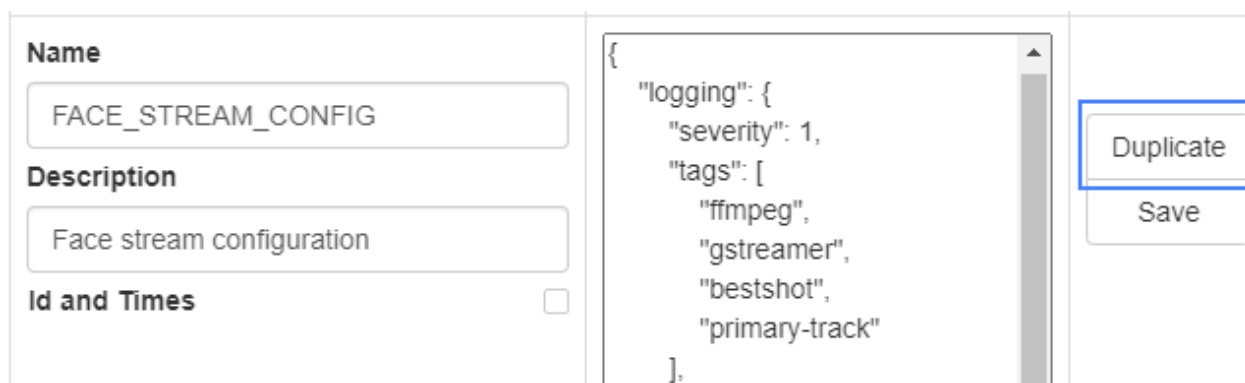 Name
FACE_STREAM_CONFIG
Description
Face stream configuration
Id and Times
{
"logging": {
"severity": 1,
"tags": [
"ffmpeg",
"gstreamer",
"bestshot",
"primary-track"
],
Duplicate
Save